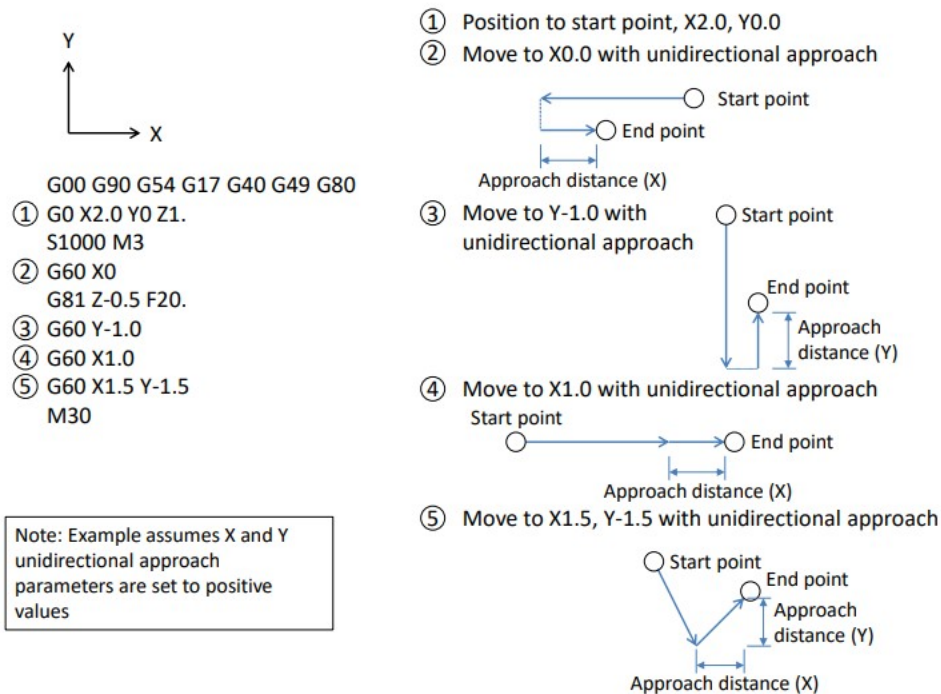 Y
X
G00 G90 G54 G17 G40 G49 G80
① G0 X2.0 Y0 Z1.
S1000 M3
② G60 X0
G81 Z-0.5 F20.
③ G60 Y-1.0
④ G60 X1.0
⑤ G60 X1.5 Y-1.5
M30
Note: Example assumes X and Y
unidirectional approach
parameters are set to positive
values
① Position to start point, X2.0, Y0.0
② Move to X0.0 with unidirectional approach
Start point
End point
Approach distance (X)
③ Move to Y-1.0 with
unidirectional approach
Start point
End point
Approach
distance (Y)
④ Move to X1.0 with unidirectional approach
Start point
End point
Approach distance (X)
⑤ Move to X1.5, Y-1.5 with unidirectional approach
Start point
End point
Approach
distance (Y)
Approach distance (X)